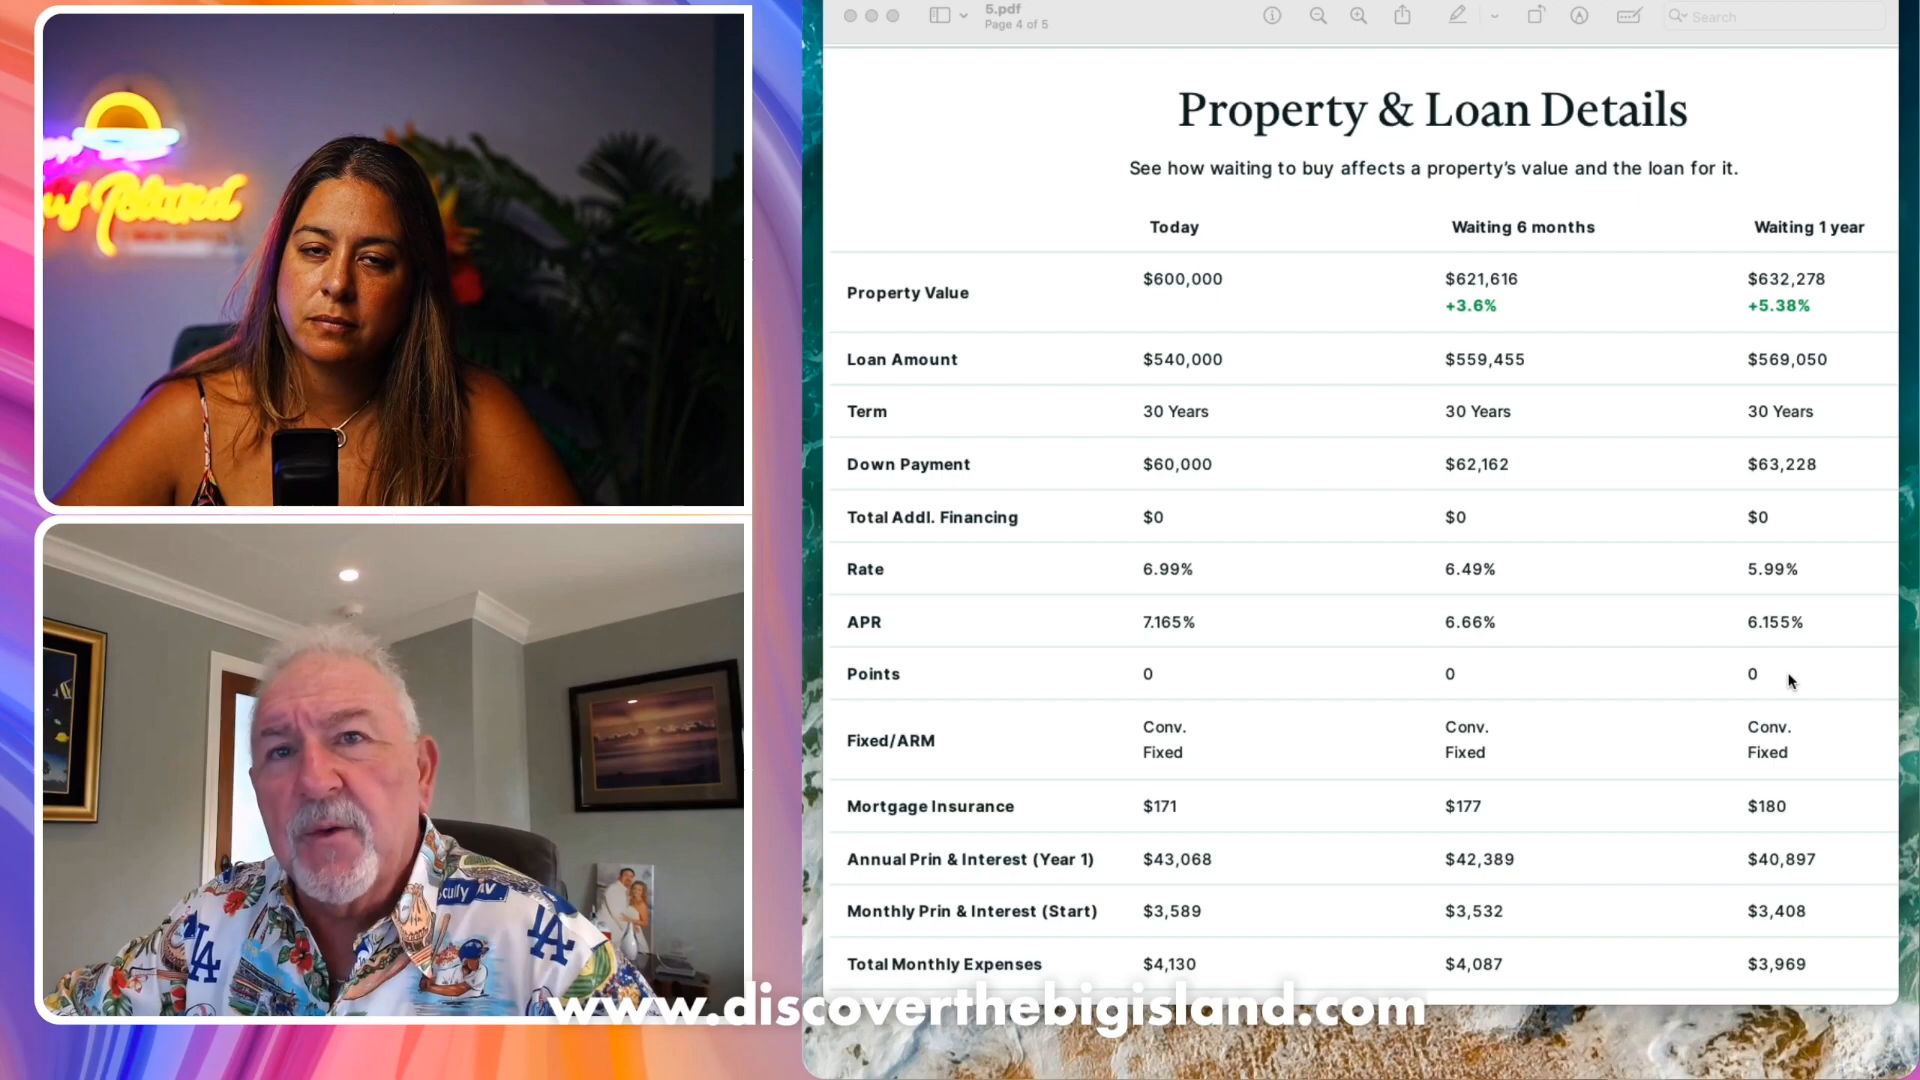 of Island
cully AV
LA
LA
5.pdf
Page 4 of 5
Search
Property & Loan Details
See how waiting to buy affects a property's value and the loan for it.
Today Waiting 6 months Waiting 1 year
Property Value $600,000 $621,616 $632,278
+3.6% +5.38%
Loan Amount $540,000 $559,455 $569,050
Term 30 Years 30 Years 30 Years
Down Payment $60,000 $62,162 $63,228
Total Addl. Financing $0 $0 $0
Rate 6.99% 6.49% 5.99%
APR 7.165% 6.66% 6.155%
Points 0 0 0
Fixed/ARM Conv. Conv. Conv.
Fixed Fixed Fixed
Mortgage Insurance $171 $177 $180
Annual Prin & Interest (Year 1) $43,068 $42,389 $40,897
Monthly Prin & Interest (Start) $3,589 $3,532 $3,408
Total Monthly Expenses $4,130 $4,087 $3,969
www.discoverthebigisland.com